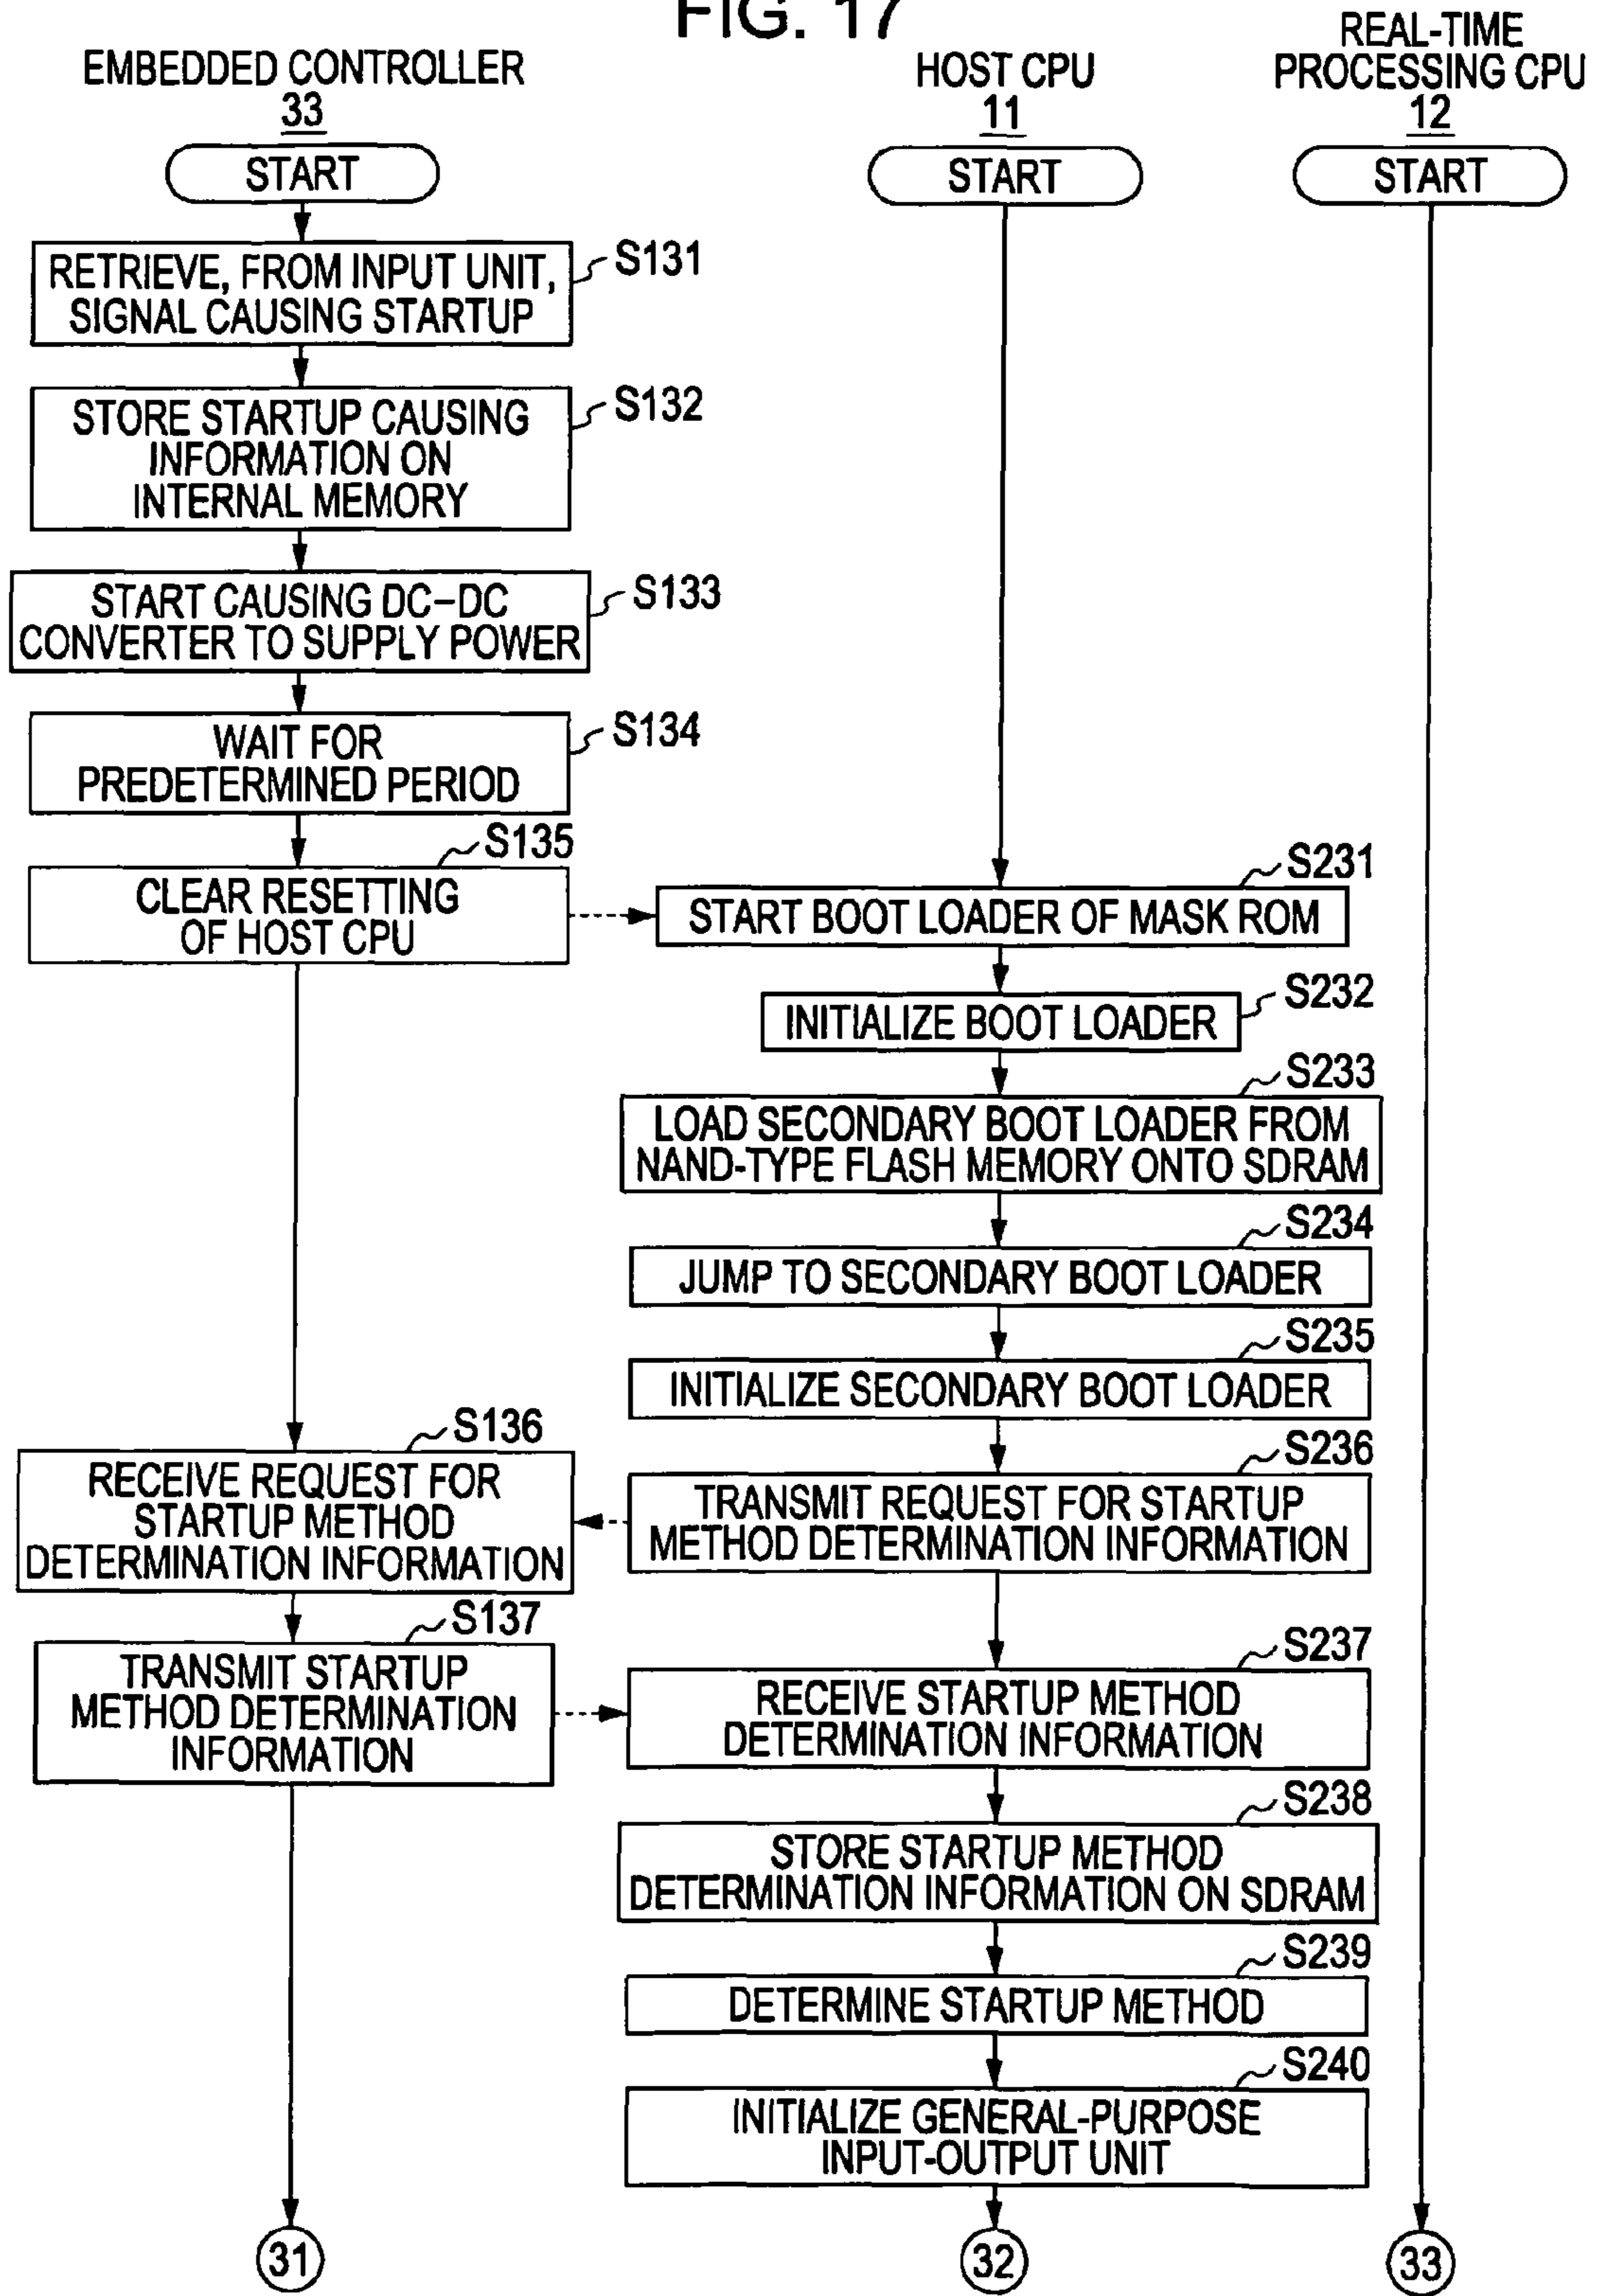 FIG. 17
EMBEDDED CONTROLLER
33
HOST CPU
11
REAL-TIME
PROCESSING CPU
12
START
START
START
RETRIEVE, FROM INPUT UNIT,
SIGNAL CAUSING STARTUP
S131
STORE STARTUP CAUSING
INFORMATION ON
INTERNAL MEMORY
S132
START CAUSING DC-DC
CONVERTER TO SUPPLY POWER
S133
WAIT FOR
PREDETERMINED PERIOD
S134
S135
CLEAR RESETTING
OF HOST CPU
S231
START BOOT LOADER OF MASK ROM
S232
INITIALIZE BOOT LOADER
S233
LOAD SECONDARY BOOT LOADER FROM
NAND-TYPE FLASH MEMORY ONTO SDRAM
S234
JUMP TO SECONDARY BOOT LOADER
S235
INITIALIZE SECONDARY BOOT LOADER
S136
RECEIVE REQUEST FOR
STARTUP METHOD
DETERMINATION INFORMATION
S236
TRANSMIT REQUEST FOR STARTUP
METHOD DETERMINATION INFORMATION
S137
TRANSMIT STARTUP
METHOD DETERMINATION
INFORMATION
S237
RECEIVE STARTUP METHOD
DETERMINATION INFORMATION
S238
STORE STARTUP METHOD
DETERMINATION INFORMATION ON SDRAM
S239
DETERMINE STARTUP METHOD
S240
INITIALIZE GENERAL-PURPOSE
INPUT-OUTPUT UNIT
31
32
33